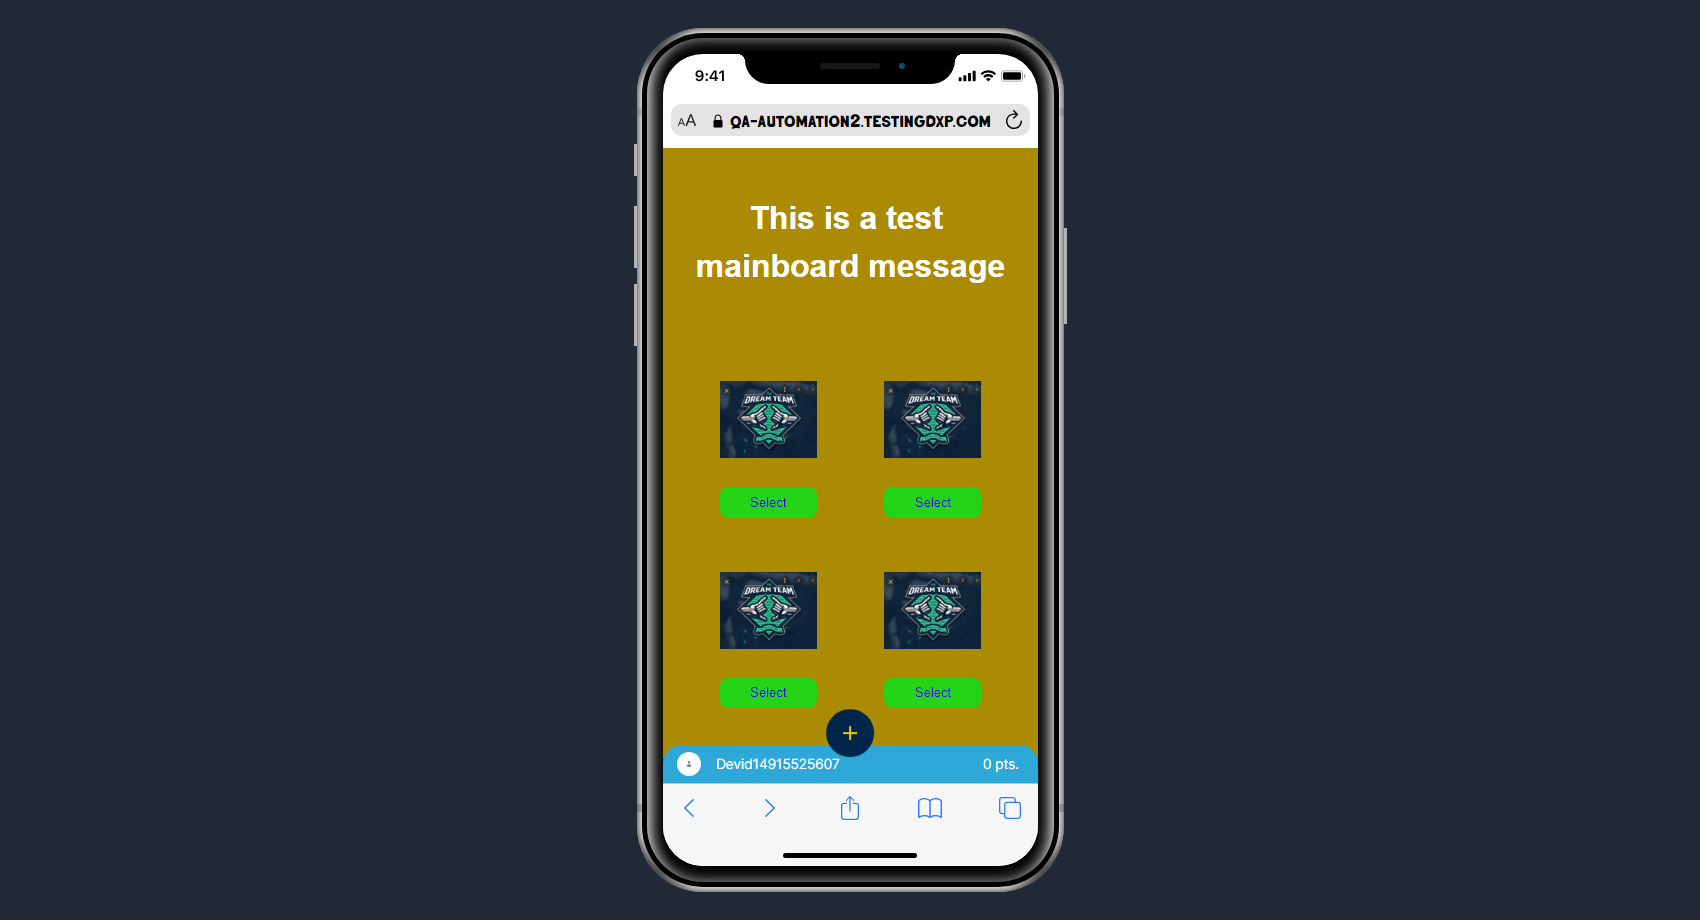 9:41
AA QA-AUTOMATION2.TESTINGDXP.COM
This is a test
mainboard message
DREAM TEAM DREAM TEAM
Select Select
DREAM TEAM DREAM TEAM
Select Select
+
Devid14915525607 0 pts.